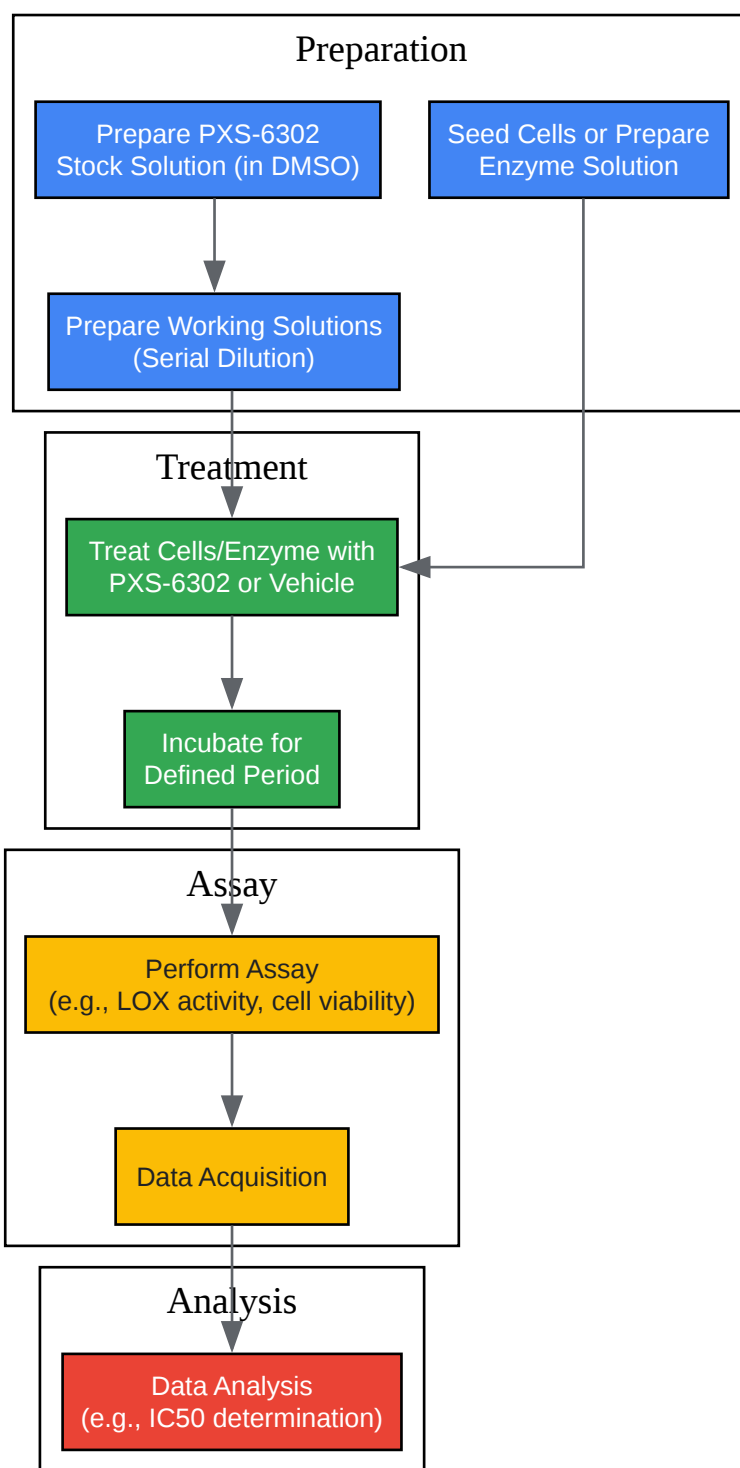 Preparation
Prepare PXS-6302
Stock Solution (in DMSO)
Seed Cells or Prepare
Enzyme Solution
Prepare Working Solutions
(Serial Dilution)
Treatment
Treat Cells/Enzyme with
PXS-6302 or Vehicle
Incubate for
Defined Period
Assay
Perform Assay
(e.g., LOX activity, cell viability)
Data Acquisition
Analysis
Data Analysis
(e.g., IC50 determination)